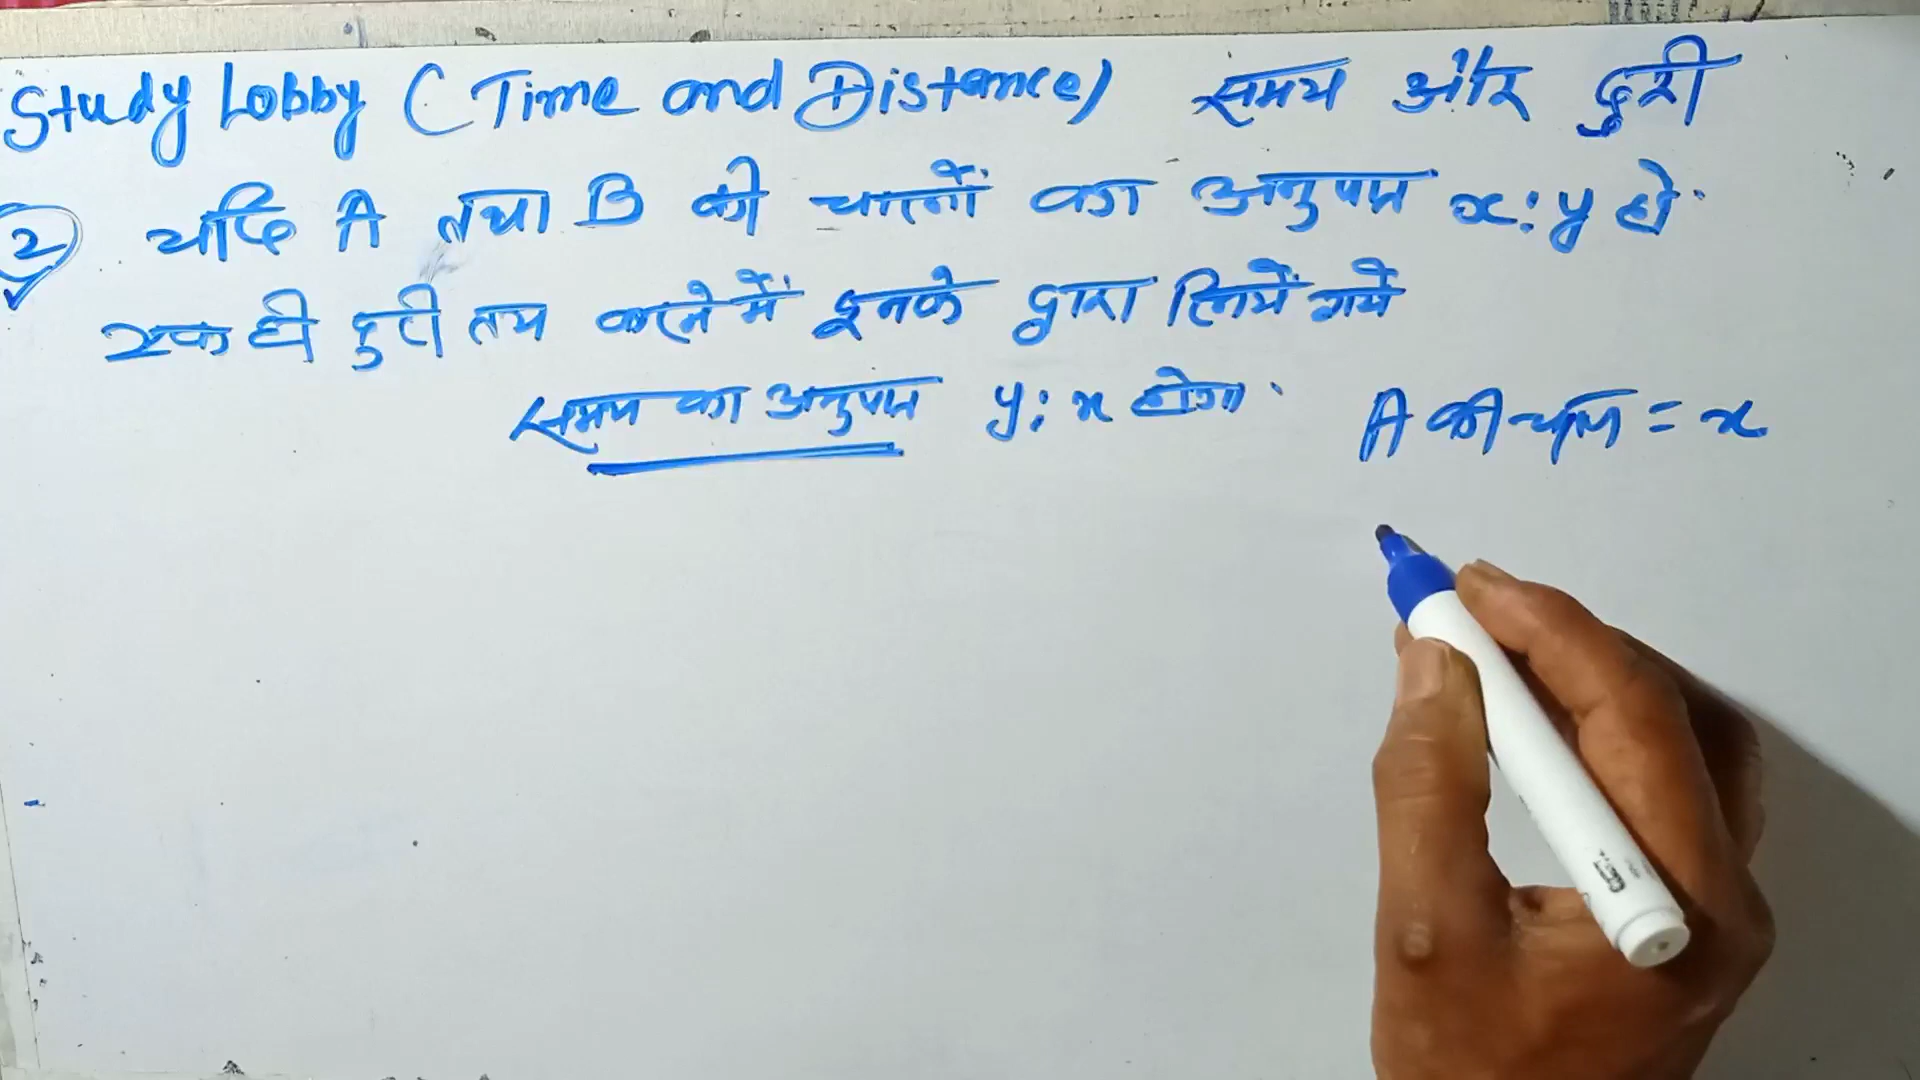 Study Lobby (Time and Distance) समय और दुरी
② यदि A तथा B की चालों का अनुपात x:y हो
एक ही दुरी तय करने में इनके द्वारा लियें गयें
समय का अनुपात y:x होगा
A की चाल = x